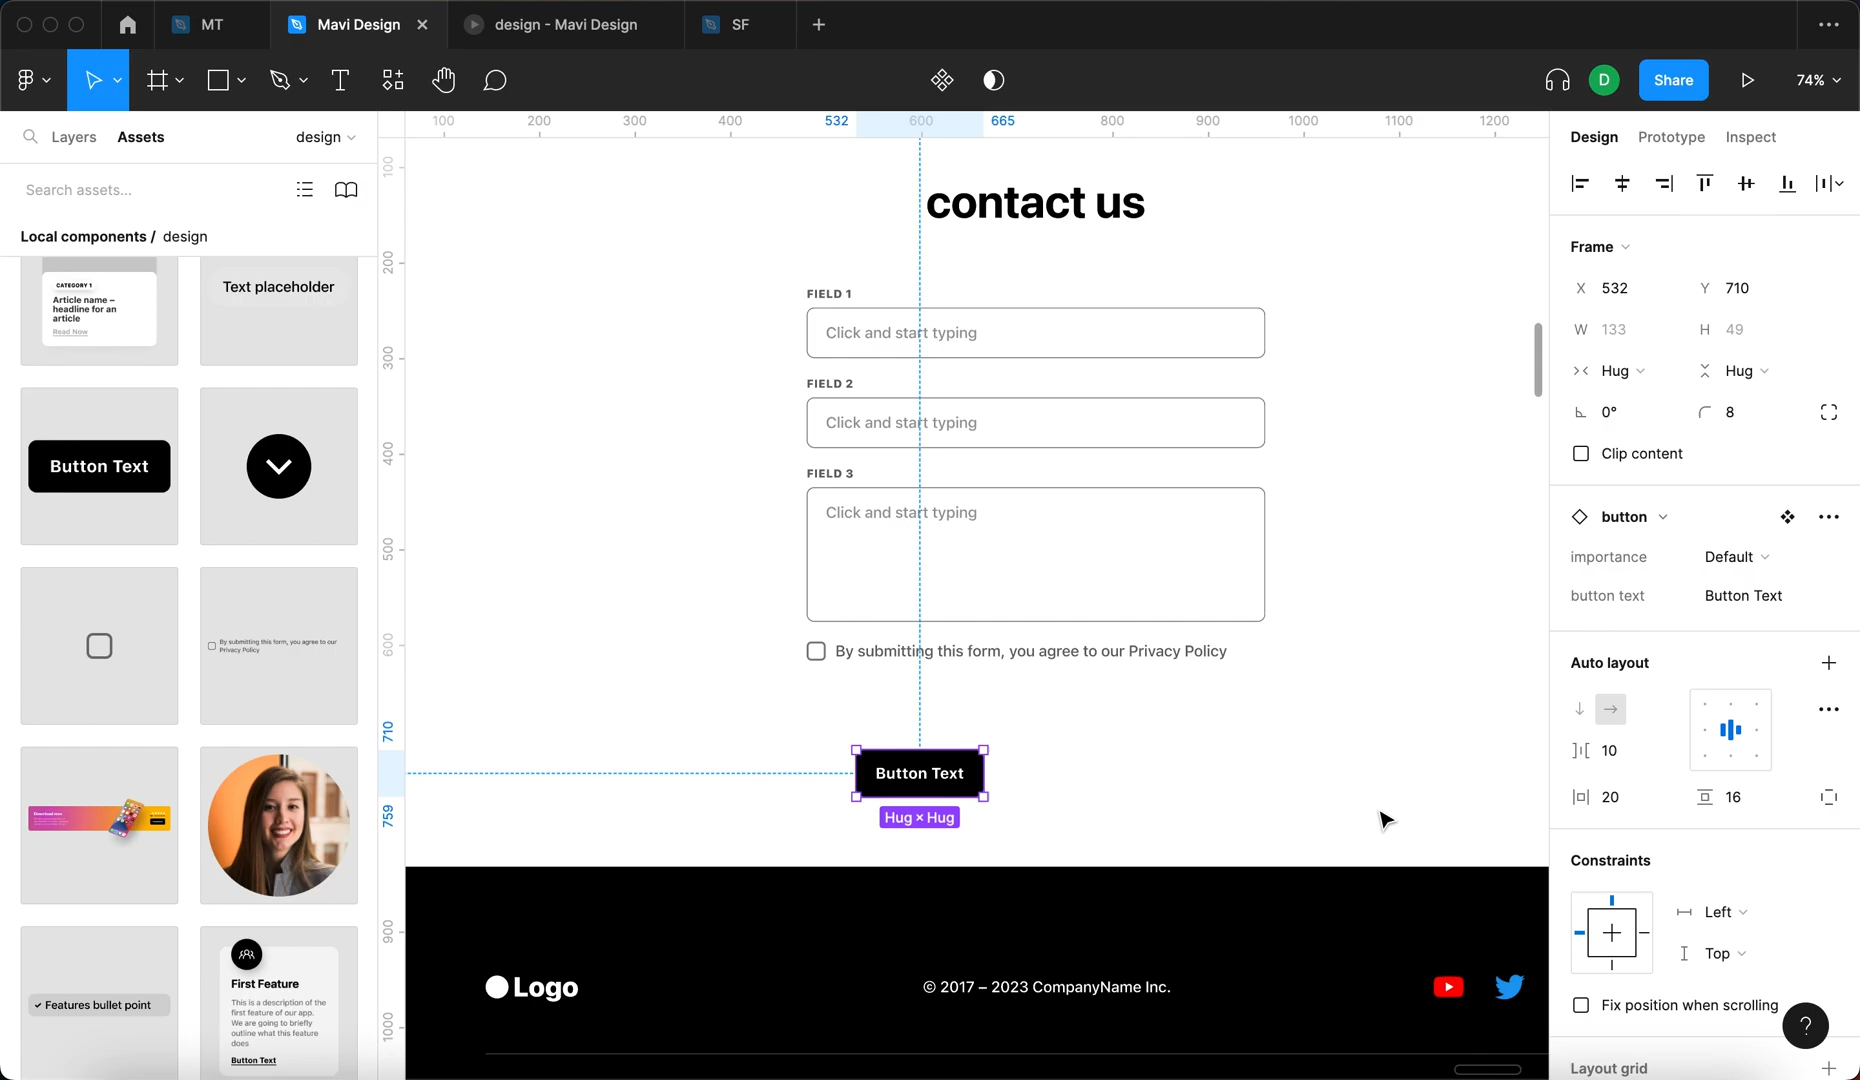 MT
Mavi Design
design - Mavi Design
SF
D
Share
74%
Layers
Assets
design
Search assets...
Local components / design
CATEGORY 1
Article name –
headline for an
article
Read Now
Text placeholder
Button Text
By submitting this form, you agree to our
Privacy Policy
Features bullet point
First Feature
This is a description of the
first feature of our app.
We are going to briefly
outline what this feature
does
Button Text
100
200
300
400
532
600
665
800
900
1000
1100
1200
100
200
300
400
500
600
710
759
900
1000
contact us
FIELD 1
Click and start typing
FIELD 2
Click and start typing
FIELD 3
Click and start typing
By submitting this form, you agree to our Privacy Policy
Button Text
Hug × Hug
Logo
© 2017 – 2023 CompanyName Inc.
Design
Prototype
Inspect
Frame
X 532
Y 710
W 133
H 49
Hug
Hug
0°
8
Clip content
button
importance
Default
button text
Button Text
Auto layout
10
20
16
Constraints
Left
Top
Fix position when scrolling
?
Layout grid